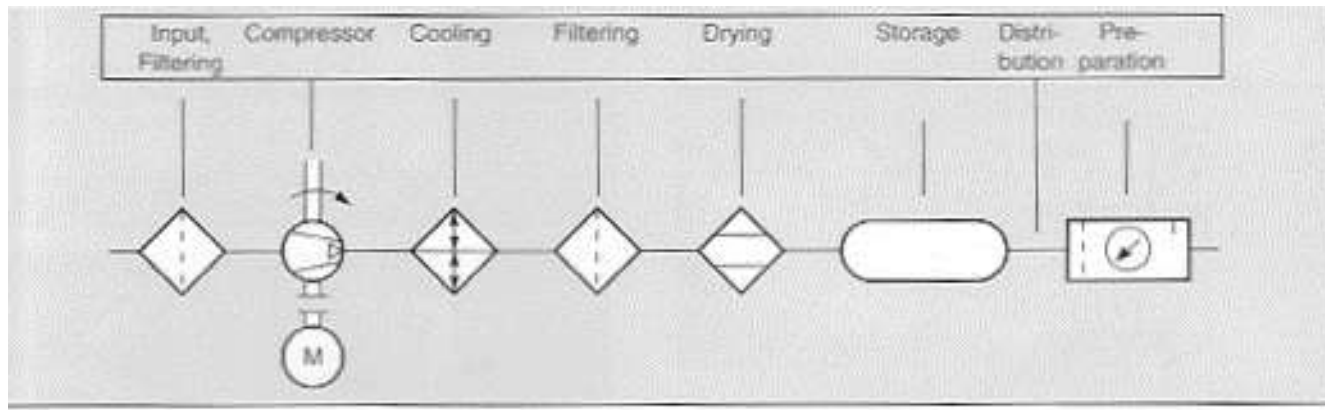 Input, Compressor Cooling Filtering Drying Storage Distri- Pre-
Filtering bution paration
M